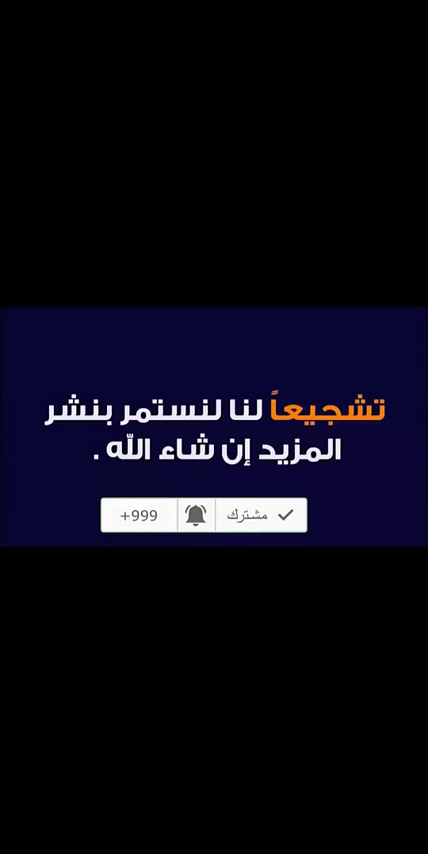 تشجيعاً لنا لنستمر بنشر
المزيد إن شاء الله .
مشترك
+999